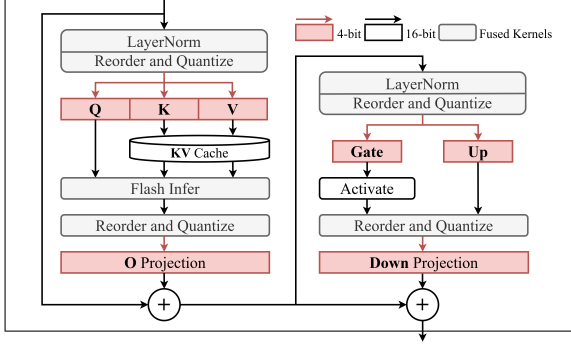 4-bit 16-bit Fused Kernels
LayerNorm
Reorder and Quantize
Q K V
KV Cache
Flash Infer
Reorder and Quantize
O Projection
+
LayerNorm
Reorder and Quantize
Gate Up
Activate
Reorder and Quantize
Down Projection
+